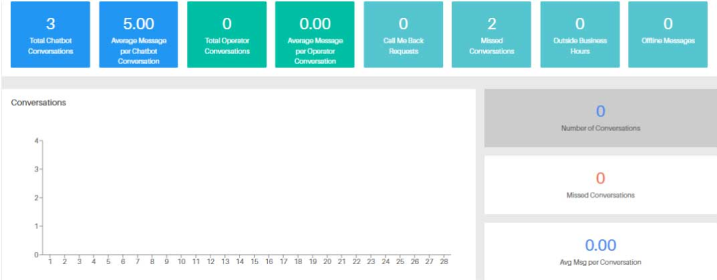 3
Total Chatbot
Conversations
5.00
Average Message
per Chatbot
Conversation
0
Total Operator
Conversations
0.00
Average Message
per Operator
Conversation
0
Call Me Back
Requests
2
Missed
Conversations
0
Outside Business
Hours
0
Offline Messages
Conversations
4
3
2
1
0
1 2 3 4 5 6 7 8 9 10 11 12 13 14 15 16 17 18 19 20 21 22 23 24 25 26 27 28
0
Number of Conversations
0
Missed Conversations
0.00
Avg Msg per Conversation